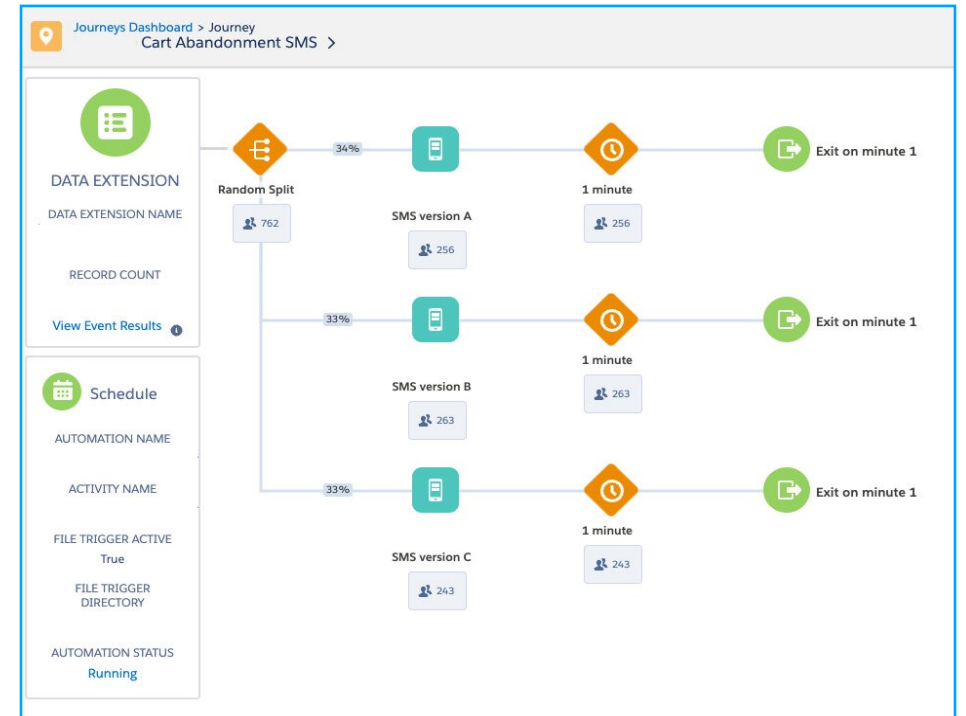 Journeys Dashboard > Journey
Cart Abandonment SMS >
DATA EXTENSION
DATA EXTENSION NAME
RECORD COUNT
View Event Results
Schedule
AUTOMATION NAME
ACTIVITY NAME
FILE TRIGGER ACTIVE
True
FILE TRIGGER
DIRECTORY
AUTOMATION STATUS
Running
Random Split
762
34%
SMS version A
256
1 minute
256
Exit on minute 1
33%
SMS version B
263
1 minute
263
Exit on minute 1
33%
SMS version C
243
1 minute
243
Exit on minute 1